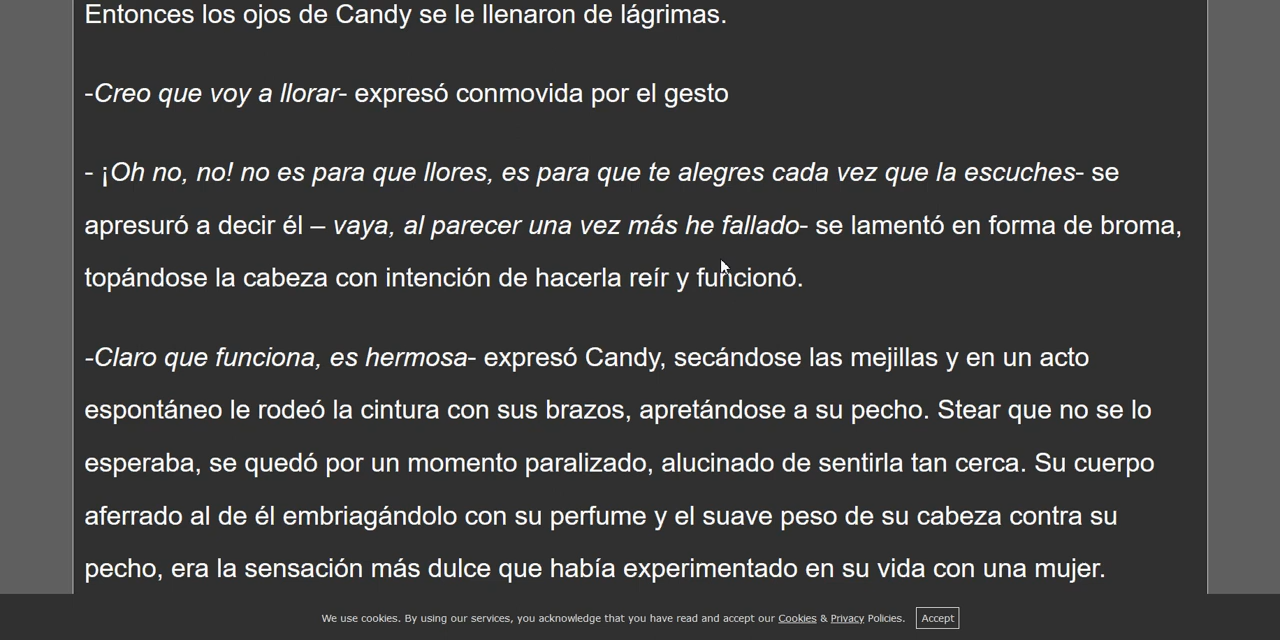 Entonces los ojos de Candy se le llenaron de lágrimas.
-Creo que voy a llorar- expresó conmovida por el gesto
- ¡Oh no, no! no es para que llores, es para que te alegres cada vez que la escuches- se
apresuró a decir él – vaya, al parecer una vez más he fallado- se lamentó en forma de broma,
topándose la cabeza con intención de hacerla reír y funcionó.
-Claro que funciona, es hermosa- expresó Candy, secándose las mejillas y en un acto
espontáneo le rodeó la cintura con sus brazos, apretándose a su pecho. Stear que no se lo
esperaba, se quedó por un momento paralizado, alucinado de sentirla tan cerca. Su cuerpo
aferrado al de él embriagándolo con su perfume y el suave peso de su cabeza contra su
pecho, era la sensación más dulce que había experimentado en su vida con una mujer.
We use cookies. By using our services, you acknowledge that you have read and accept our Cookies & Privacy Policies. Accept